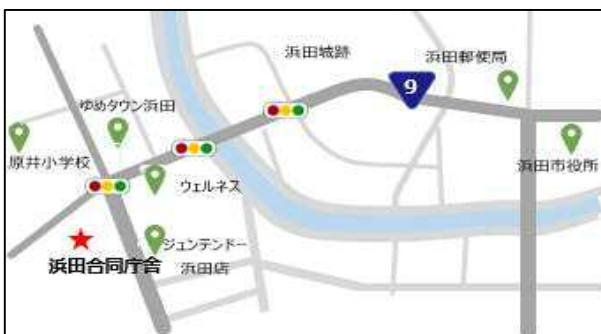 浜田城跡
浜田郵便局
9
ゆめタウン浜田
原井小学校
浜田市役所
ウェルネス
ジュンテンドー
浜田店
浜田合同庁舎